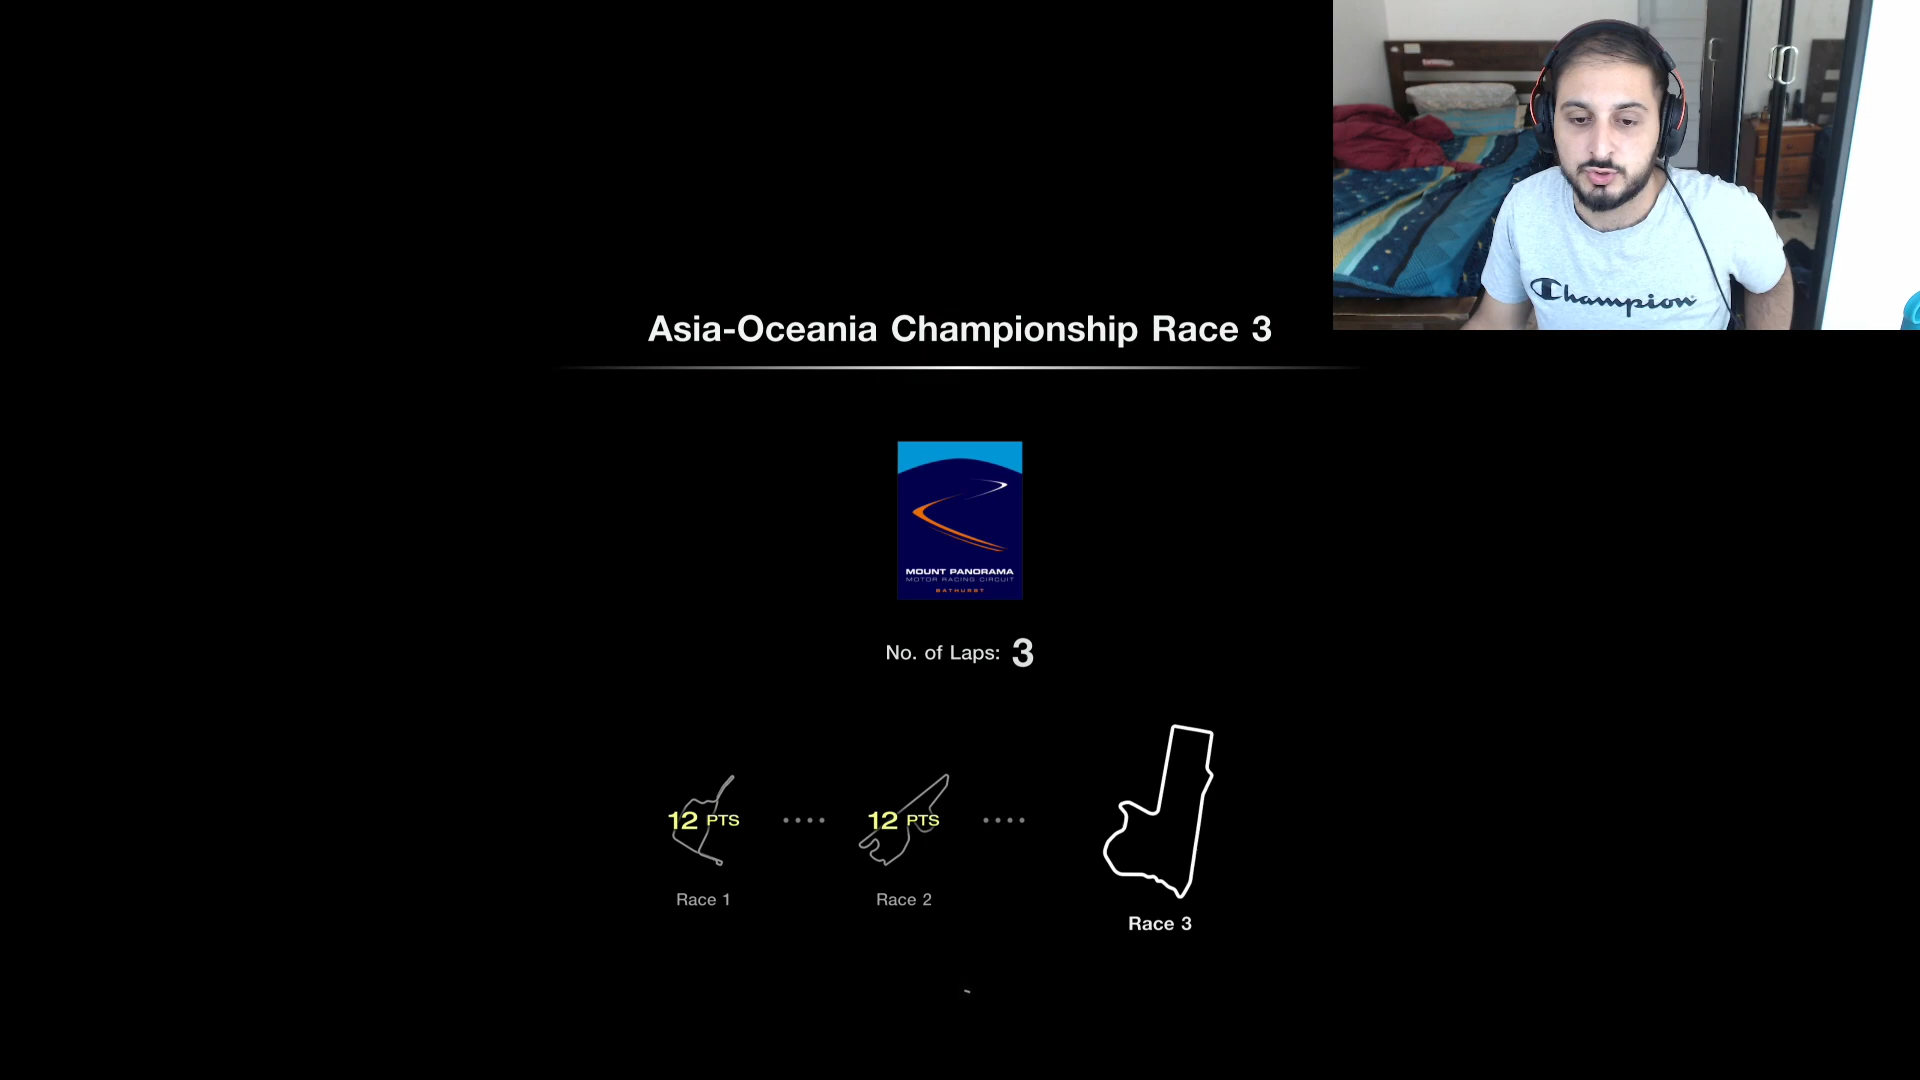 Champion
Asia-Oceania Championship Race 3
MOUNT PANORAMA
MOTOR RACING CIRCUIT
BATHURST
No. of Laps: 3
12 PTS
12 PTS
Race 1
Race 2
Race 3